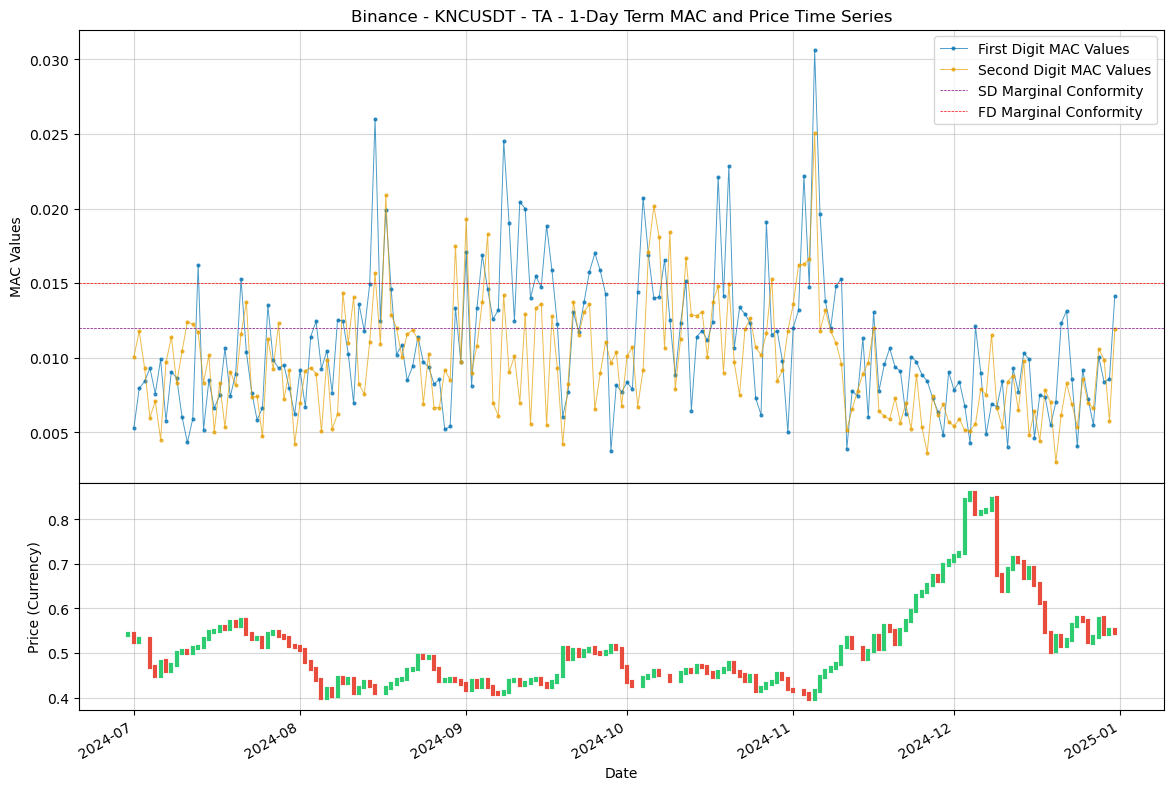 Binance - KNCUSDT - TA - 1-Day Term MAC and Price Time Series
First Digit MAC Values
Second Digit MAC Values
SD Marginal Conformity
FD Marginal Conformity
MAC Values
0.030
0.025
0.020
0.015
0.010
0.005
Price (Currency)
0.8
0.7
0.6
0.5
0.4
2024-07
2024-08
2024-09
2024-10
2024-11
2024-12
2025-01
Date